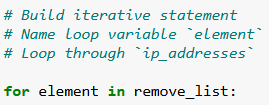 # Build iterative statement
# Name loop variable `element`
# Loop through `ip_addresses`
for element in remove_list: